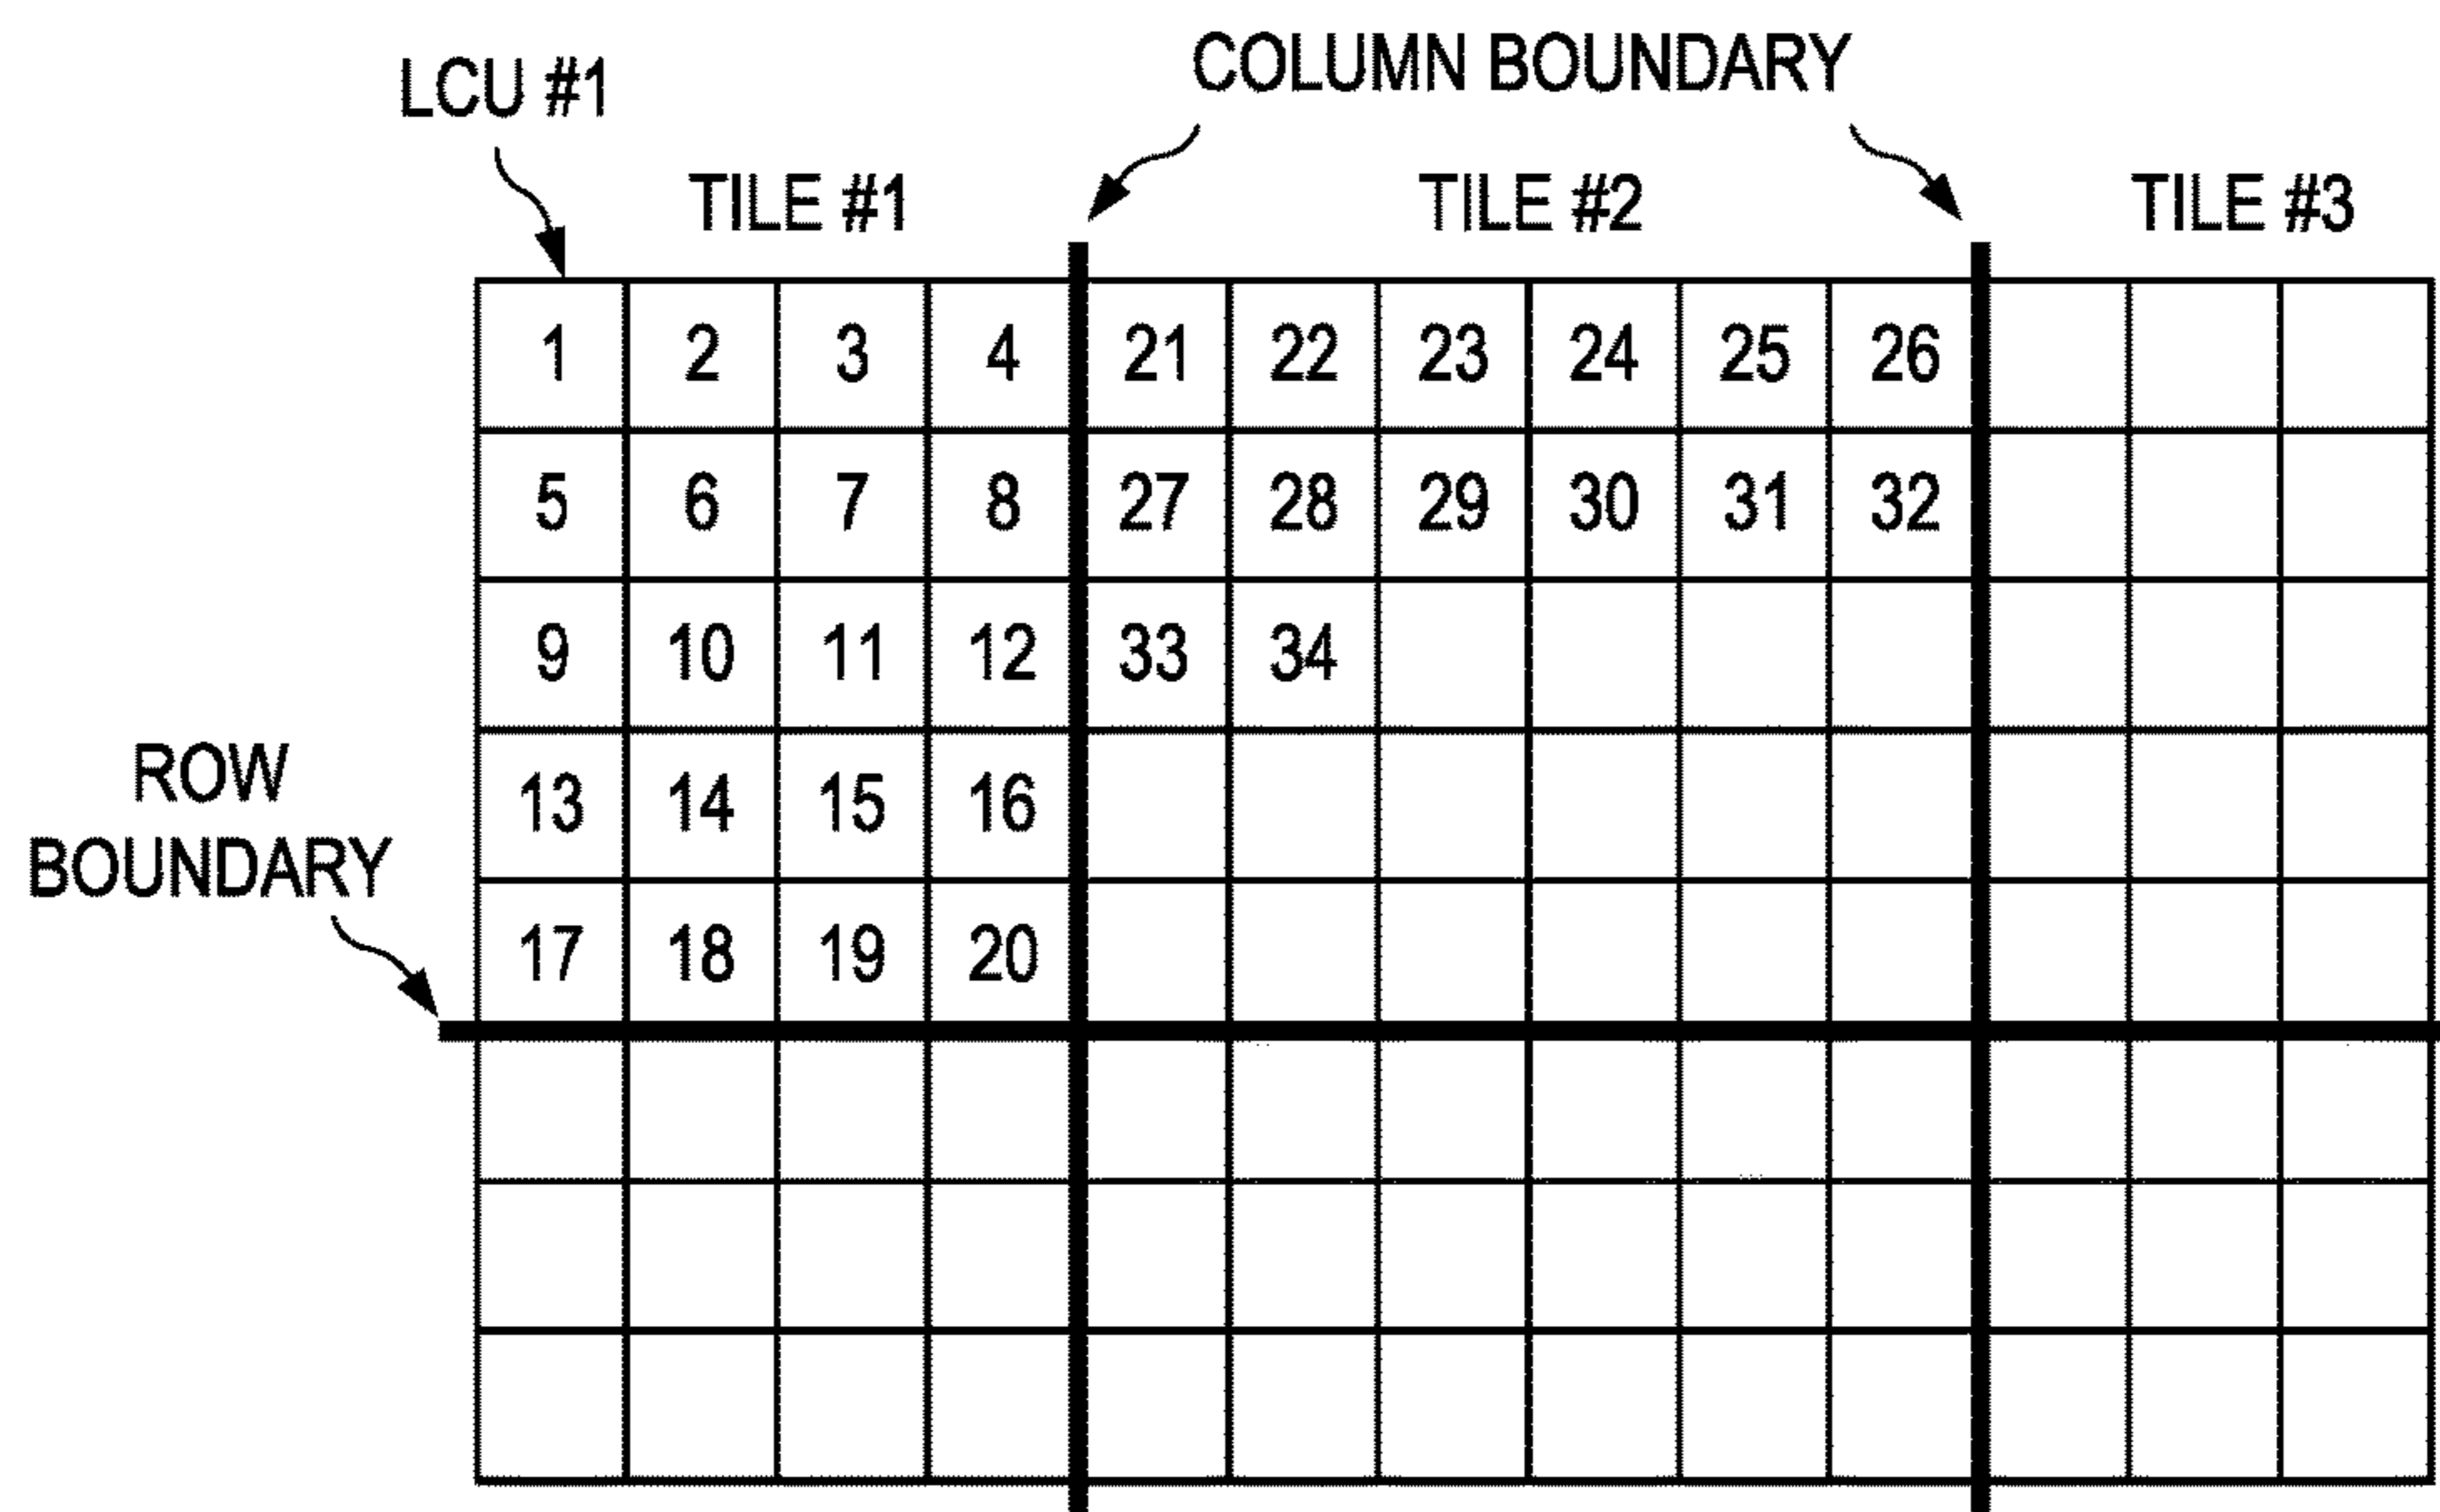 COLUMN BOUNDARY
LCU #1
TILE #1 TILE #2 TILE #3
1 2 3 4 21 22 23 24 25 26
5 6 7 8 27 28 29 30 31 32
9 10 11 12 33 34
ROW
BOUNDARY
13 14 15 16
17 18 19 20